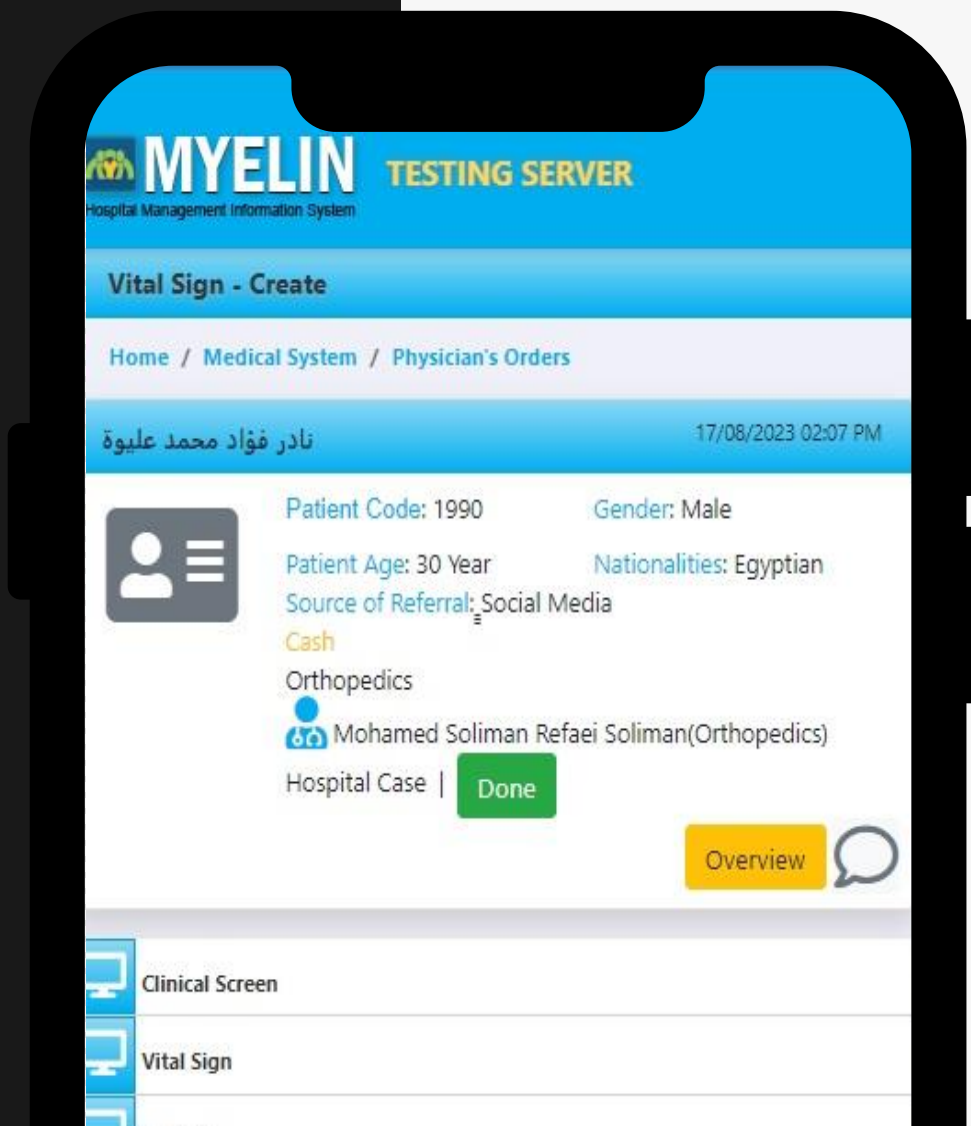 MYELIN TESTING SERVER
Hospital Management Information System
Vital Sign - Create
Home / Medical System / Physician's Orders
نادر فؤاد محمد عليوة 17/08/2023 02:07 PM
Patient Code: 1990 Gender: Male
Patient Age: 30 Year Nationalities: Egyptian
Source of Referral: Social Media
Cash
Orthopedics
Mohamed Soliman Refaei Soliman(Orthopedics)
Hospital Case | Done
Overview
Clinical Screen
Vital Sign